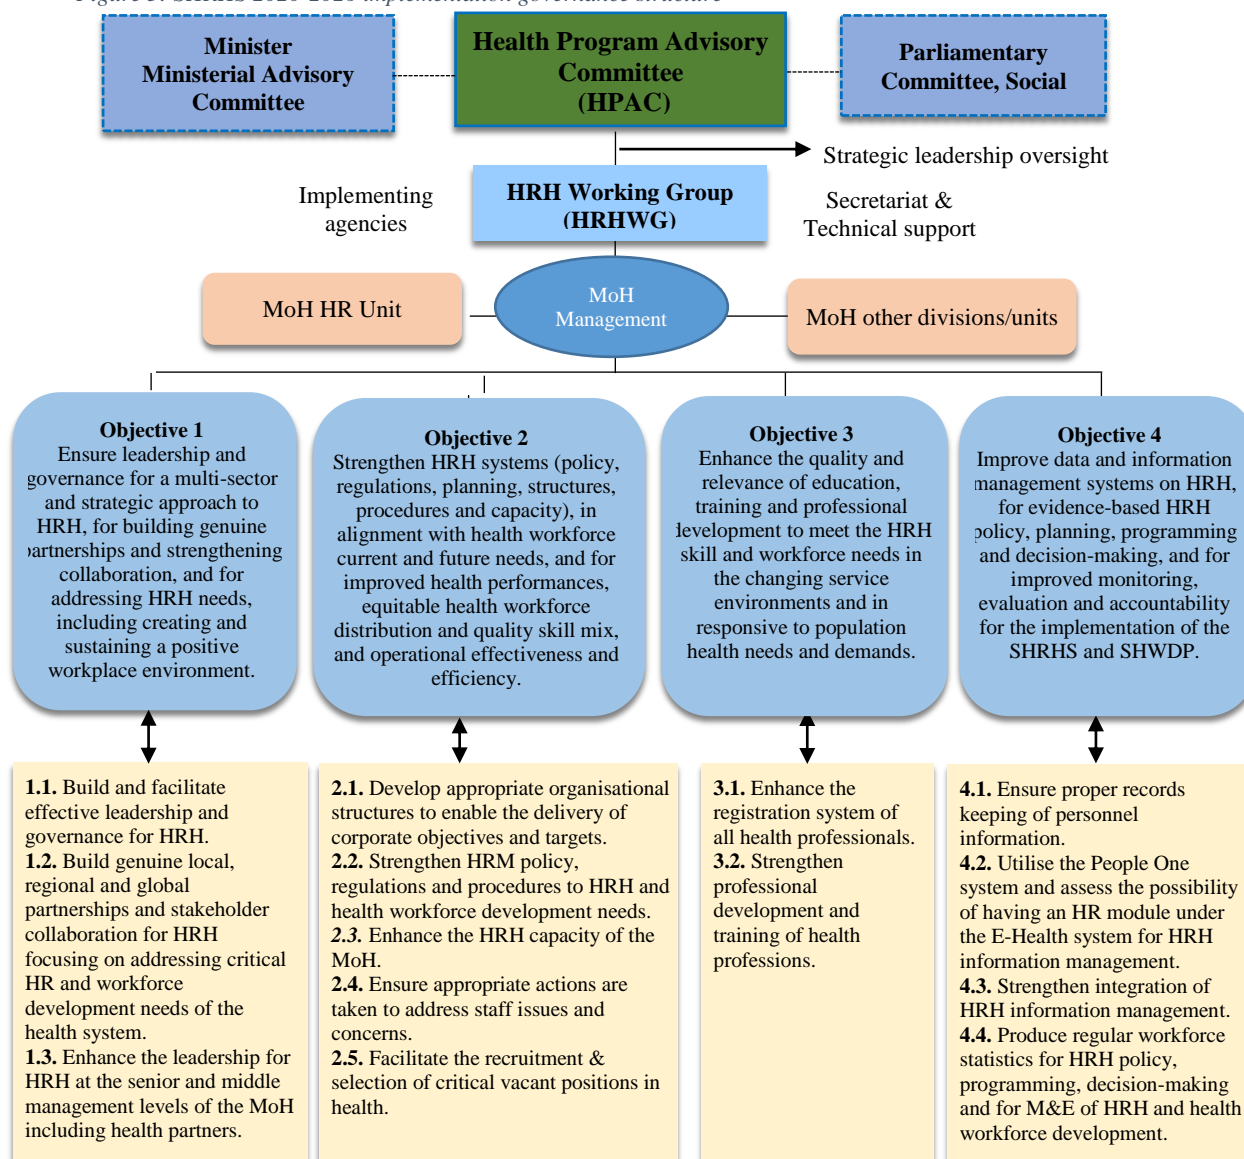 Minister
Ministerial Advisory
Committee
Health Program Advisory
Committee
(HPAC)
Parliamentary
Committee, Social
Strategic leadership oversight
Implementing
agencies
HRH Working Group
(HRHWG)
Secretariat &
Technical support
MoH HR Unit
MoH
Management
MoH other divisions/units
Objective 1
Ensure leadership and
governance for a multi-sector
and strategic approach to
HRH, for building genuine
partnerships and strengthening
collaboration, and for
addressing HRH needs,
including creating and
sustaining a positive
workplace environment.
Objective 2
Strengthen HRH systems (policy,
regulations, planning, structures,
procedures and capacity), in
alignment with health workforce
current and future needs, and for
improved health performances,
equitable health workforce
distribution and quality skill mix,
and operational effectiveness and
efficiency.
Objective 3
Enhance the quality and
relevance of education,
training and professional
development to meet the HRH
skill and workforce needs in
the changing service
environments and in
responsive to population
health needs and demands.
Objective 4
Improve data and information
management systems on HRH,
for evidence-based HRH
policy, planning, programming
and decision-making, and for
improved monitoring,
evaluation and accountability
for the implementation of the
SHRHS and SHWDP.
1.1. Build and facilitate
effective leadership and
governance for HRH.
1.2. Build genuine local,
regional and global
partnerships and stakeholder
collaboration for HRH
focusing on addressing critical
HR and workforce
development needs of the
health system.
1.3. Enhance the leadership for
HRH at the senior and middle
management levels of the MoH
including health partners.
2.1. Develop appropriate organisational
structures to enable the delivery of
corporate objectives and targets.
2.2. Strengthen HRM policy,
regulations and procedures to HRH and
health workforce development needs.
2.3. Enhance the HRH capacity of the
MoH.
2.4. Ensure appropriate actions are
taken to address staff issues and
concerns.
2.5. Facilitate the recruitment &
selection of critical vacant positions in
health.
3.1. Enhance the
registration system of
all health professionals.
3.2. Strengthen
professional
development and
training of health
professions.
4.1. Ensure proper records
keeping of personnel
information.
4.2. Utilise the People One
system and assess the possibility
of having an HR module under
the E-Health system for HRH
information management.
4.3. Strengthen integration of
HRH information management.
4.4. Produce regular workforce
statistics for HRH policy,
programming, decision-making
and for M&E of HRH and health
workforce development.